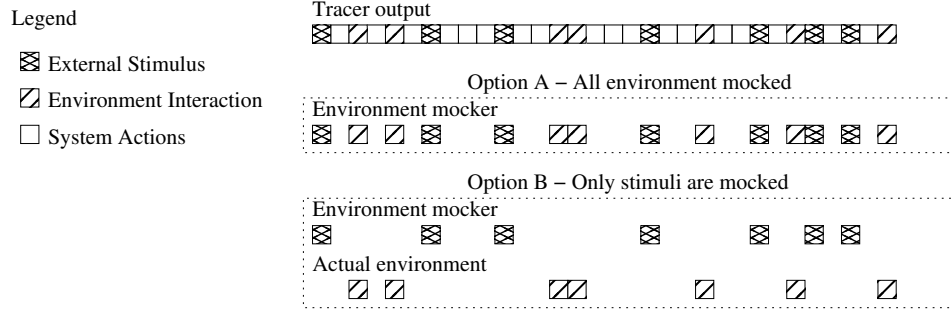 Legend
External Stimulus
Environment Interaction
System Actions
Tracer output
Option A − All environment mocked
Environment mocker
Option B − Only stimuli are mocked
Environment mocker
Actual environment